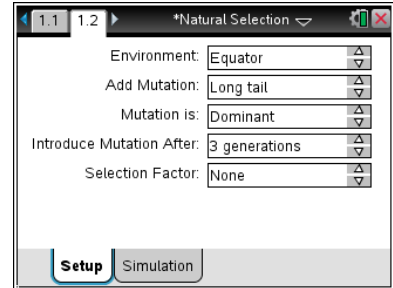 1.1 1.2 *Natural Selection
Environment: Equator
Add Mutation: Long tail
Mutation is: Dominant
Introduce Mutation After: 3 generations
Selection Factor: None
Setup Simulation